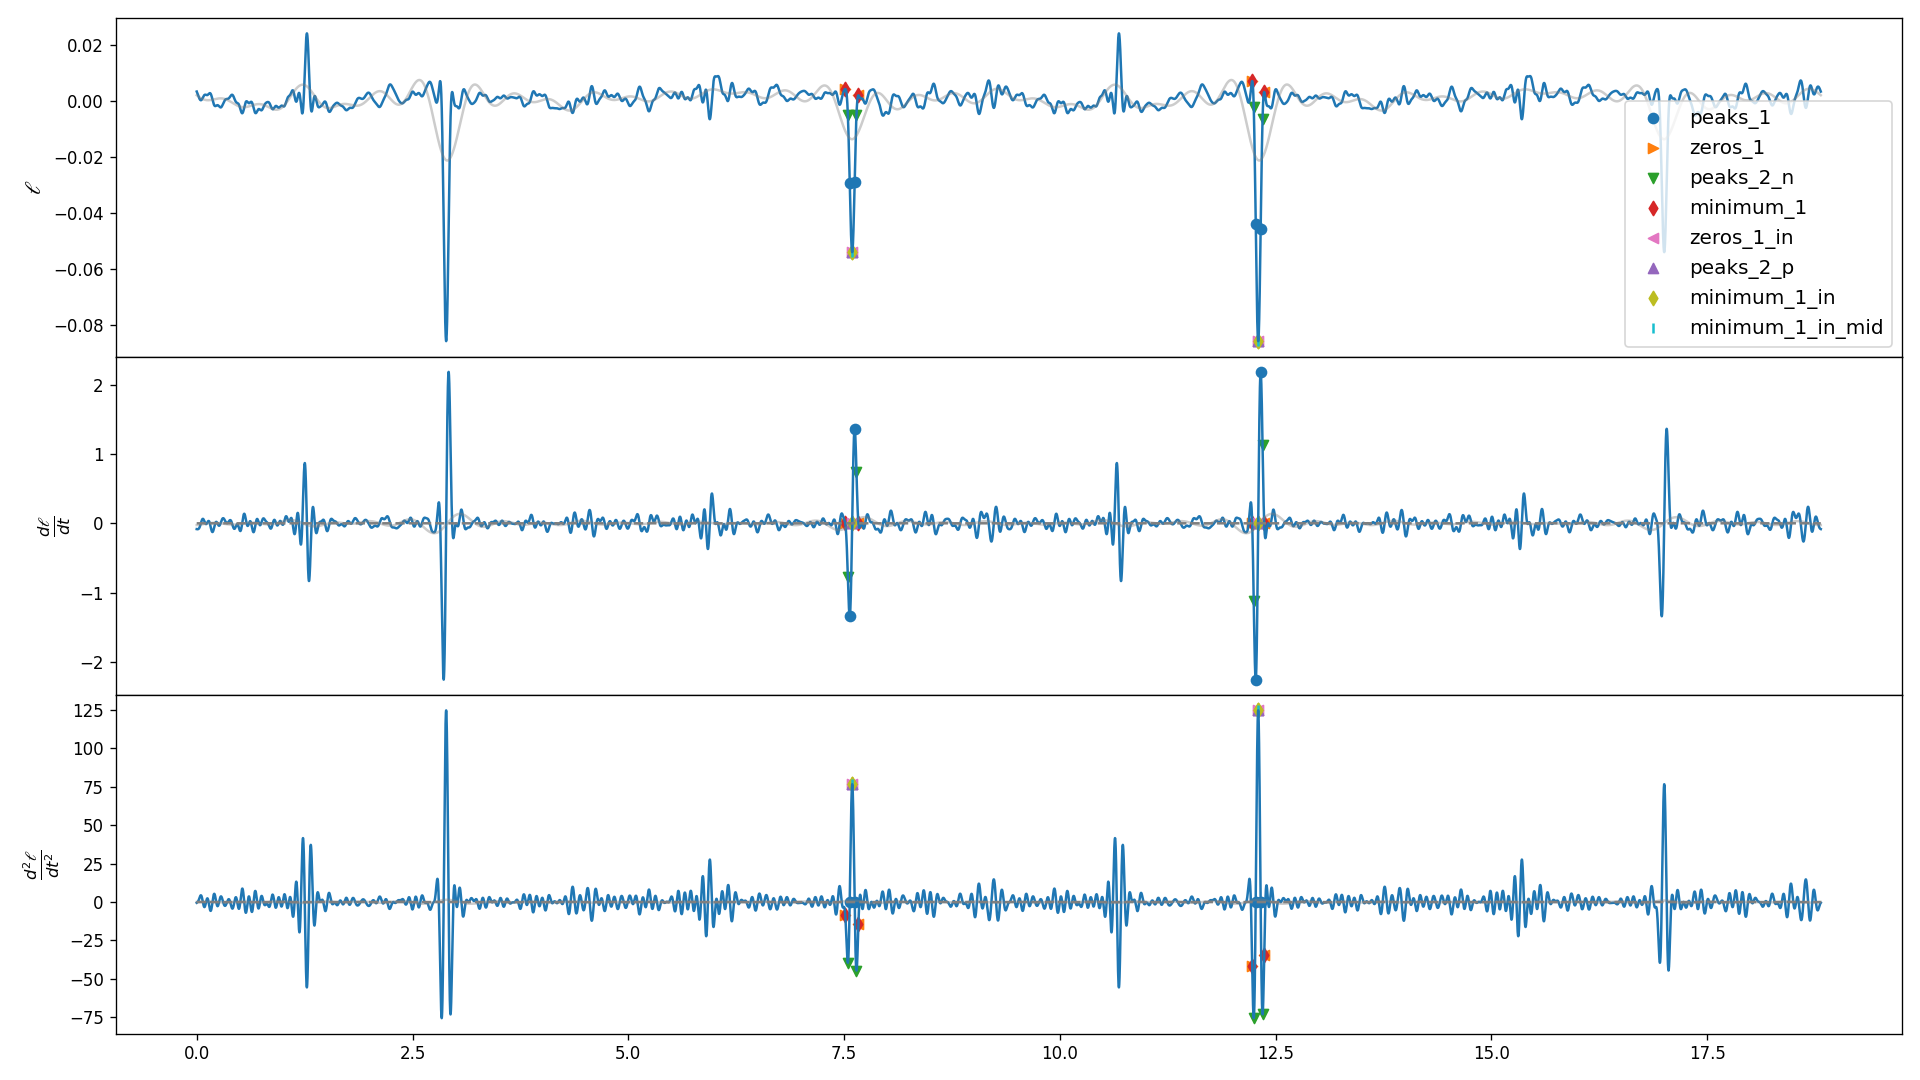 0.02
0.00
−0.02
−0.04
−0.06
−0.08
ℓ
peaks_1
zeros_1
peaks_2_n
minimum_1
zeros_1_in
peaks_2_p
minimum_1_in
minimum_1_in_mid
2
1
0
−1
−2
dℓ
dt
125
100
75
50
25
0
−25
−50
−75
d²ℓ
dt²
0.0 2.5 5.0 7.5 10.0 12.5 15.0 17.5